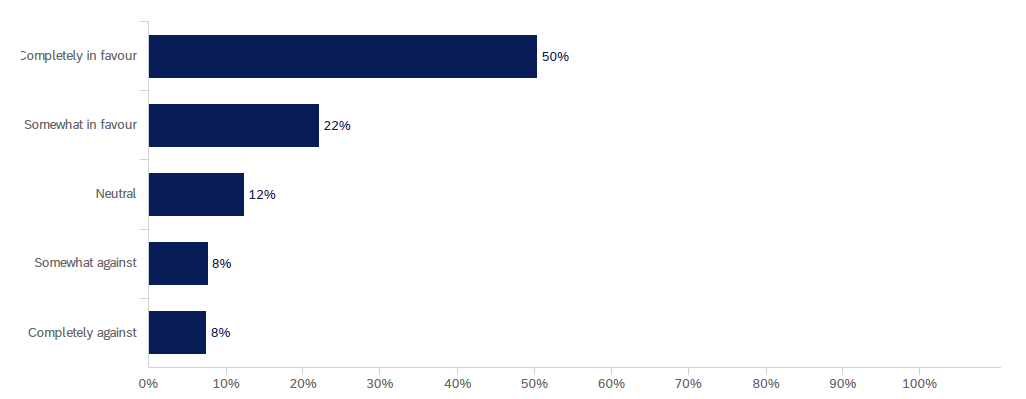 Completely in favour
50%
Somewhat in favour
22%
Neutral
12%
Somewhat against
8%
Completely against
8%
0% 10% 20% 30% 40% 50% 60% 70% 80% 90% 100%